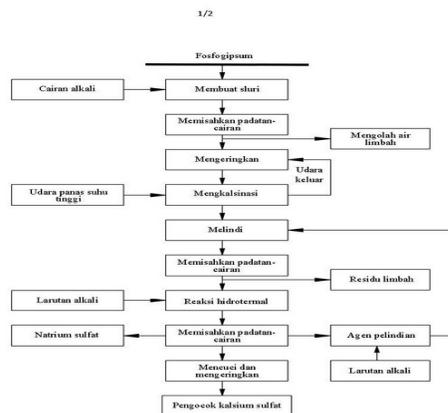 1/2
Fosfogipsum
Cairan alkali
Membuat sluri
Memisahkan padatan-
cairan
Mengolah air
limbah
Mengeringkan
Udara
keluar
Udara panas suhu
tinggi
Mengkalsinasi
Melindi
Memisahkan padatan-
cairan
Residu limbah
Larutan alkali
Reaksi hidrotermal
Natrium sulfat
Memisahkan padatan-
cairan
Agen pelindian
Mencuci dan
mengeringkan
Larutan alkali
Pengocok kalsium sulfat